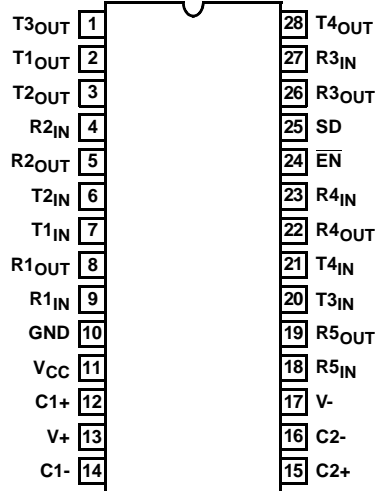 T3OUT 1 28 T4OUT
T1OUT 2 27 R3IN
T2OUT 3 26 R3OUT
R2IN 4 25 SD
R2OUT 5 24 E̅N̅
T2IN 6 23 R4IN
T1IN 7 22 R4OUT
R1OUT 8 21 T4IN
R1IN 9 20 T3IN
GND 10 19 R5OUT
VCC 11 18 R5IN
C1+ 12 17 V-
V+ 13 16 C2-
C1- 14 15 C2+